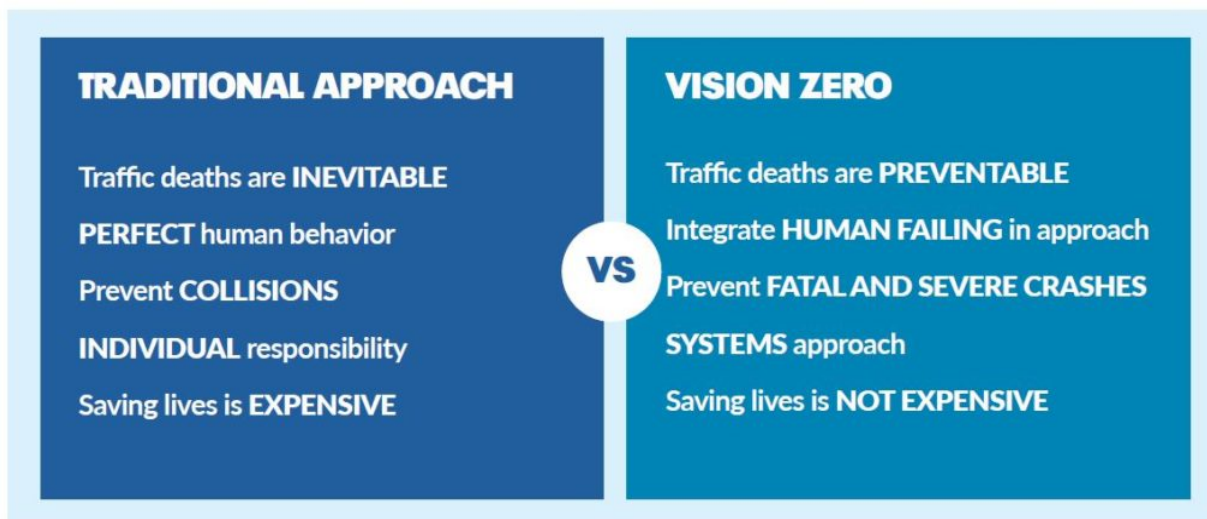 TRADITIONAL APPROACH
Traffic deaths are INEVITABLE
PERFECT human behavior
Prevent COLLISIONS
INDIVIDUAL responsibility
Saving lives is EXPENSIVE
VS
VISION ZERO
Traffic deaths are PREVENTABLE
Integrate HUMAN FAILING in approach
Prevent FATAL AND SEVERE CRASHES
SYSTEMS approach
Saving lives is NOT EXPENSIVE